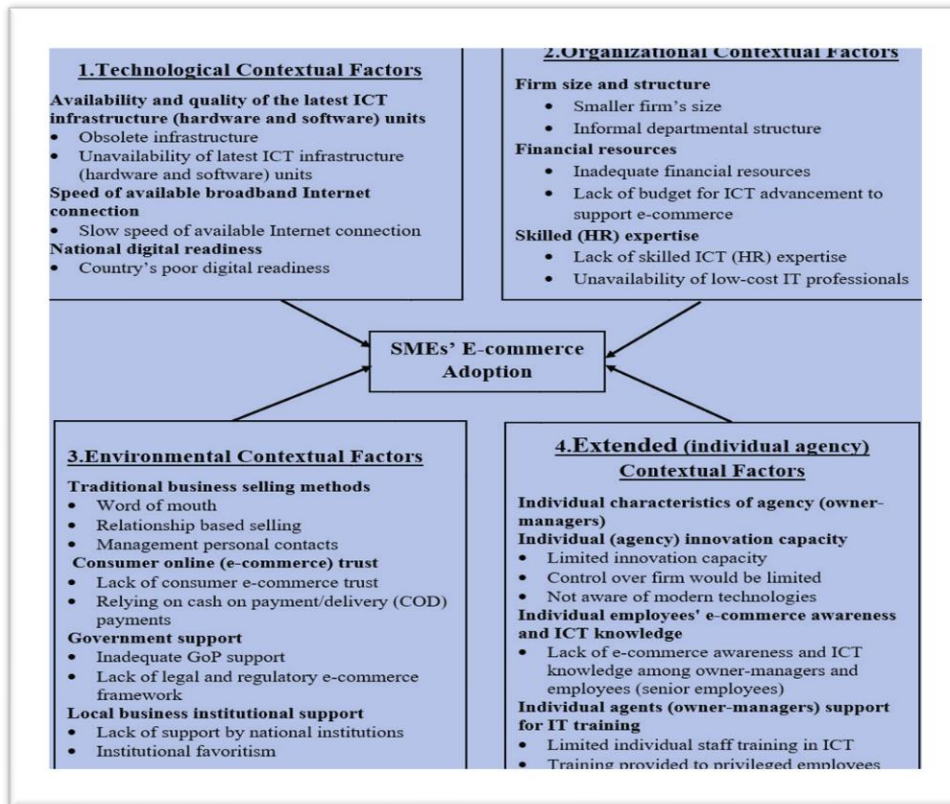 1.Technological Contextual Factors
Availability and quality of the latest ICT
infrastructure (hardware and software) units
• Obsolete infrastructure
• Unavailability of latest ICT infrastructure
(hardware and software) units
Speed of available broadband Internet
connection
• Slow speed of available Internet connection
National digital readiness
• Country's poor digital readiness
2.Organizational Contextual Factors
Firm size and structure
• Smaller firm's size
• Informal departmental structure
Financial resources
• Inadequate financial resources
• Lack of budget for ICT advancement to
support e-commerce
Skilled (HR) expertise
• Lack of skilled ICT (HR) expertise
• Unavailability of low-cost IT professionals
SMEs' E-commerce
Adoption
3.Environmental Contextual Factors
Traditional business selling methods
• Word of mouth
• Relationship based selling
• Management personal contacts
Consumer online (e-commerce) trust
• Lack of consumer e-commerce trust
• Relying on cash on payment/delivery (COD)
payments
Government support
• Inadequate GoP support
• Lack of legal and regulatory e-commerce
framework
Local business institutional support
• Lack of support by national institutions
• Institutional favoritism
4.Extended (individual agency)
Contextual Factors
Individual characteristics of agency (owner-
managers)
Individual (agency) innovation capacity
• Limited innovation capacity
• Control over firm would be limited
• Not aware of modern technologies
Individual employees' e-commerce awareness
and ICT knowledge
• Lack of e-commerce awareness and ICT
knowledge among owner-managers and
employees (senior employees)
Individual agents (owner-managers) support
for IT training
• Limited individual staff training in ICT
• Training provided to privileged employees